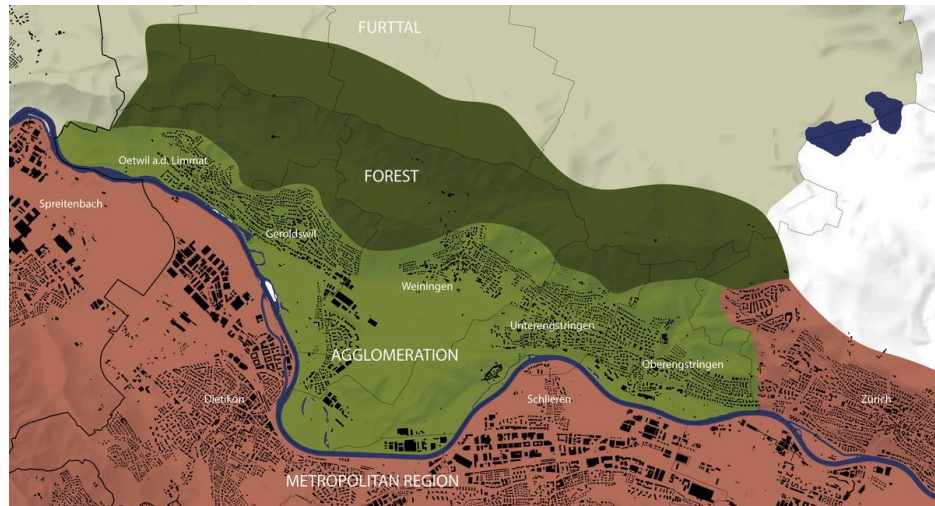 FURTTAL
Oetwil a.d. Limmat
FOREST
Spreitenbach
Geroldswil
Weiningen
Unterengstringen
AGGLOMERATION
Oberengstringen
Dietikon
Schlieren
Zürich
METROPOLITAN REGION